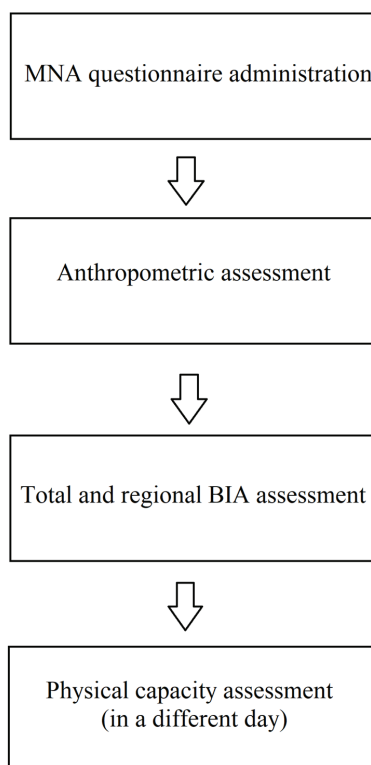 MNA questionnaire administration
Anthropometric assessment
Total and regional BIA assessment
Physical capacity assessment
(in a different day)